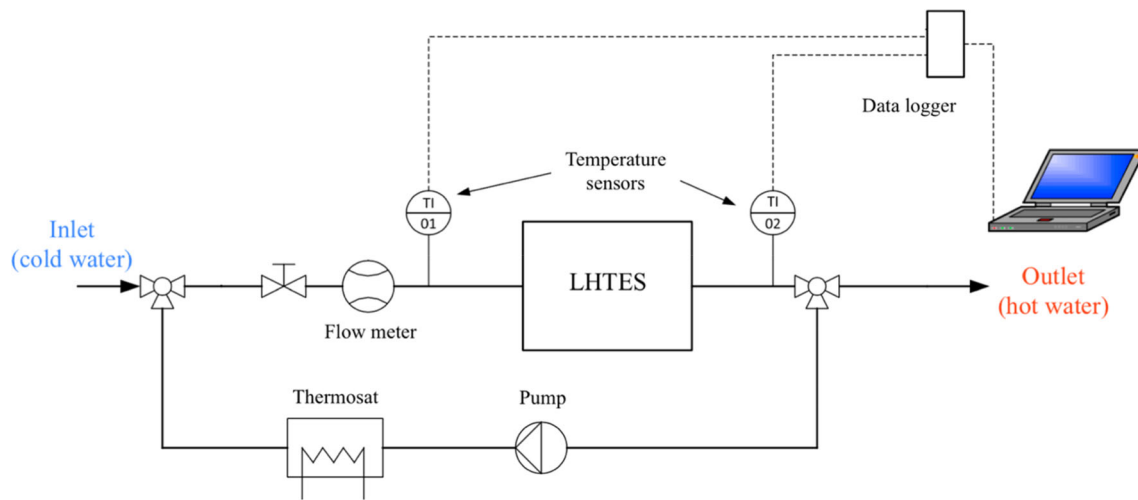 Data logger
Temperature
sensors
TI
01
TI
02
Inlet
(cold water)
LHTES
Outlet
(hot water)
Flow meter
Thermosat
Pump